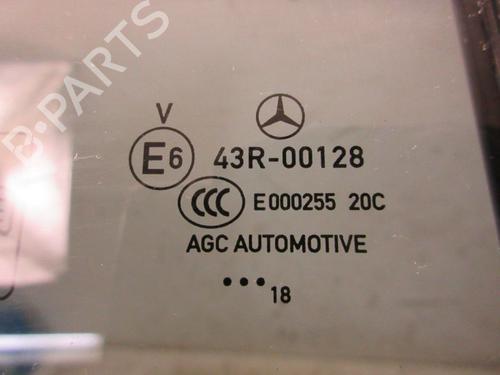 B-PARTS
V
E6 43R-00128
CCC E000255 20C
AGC AUTOMOTIVE
••• 18